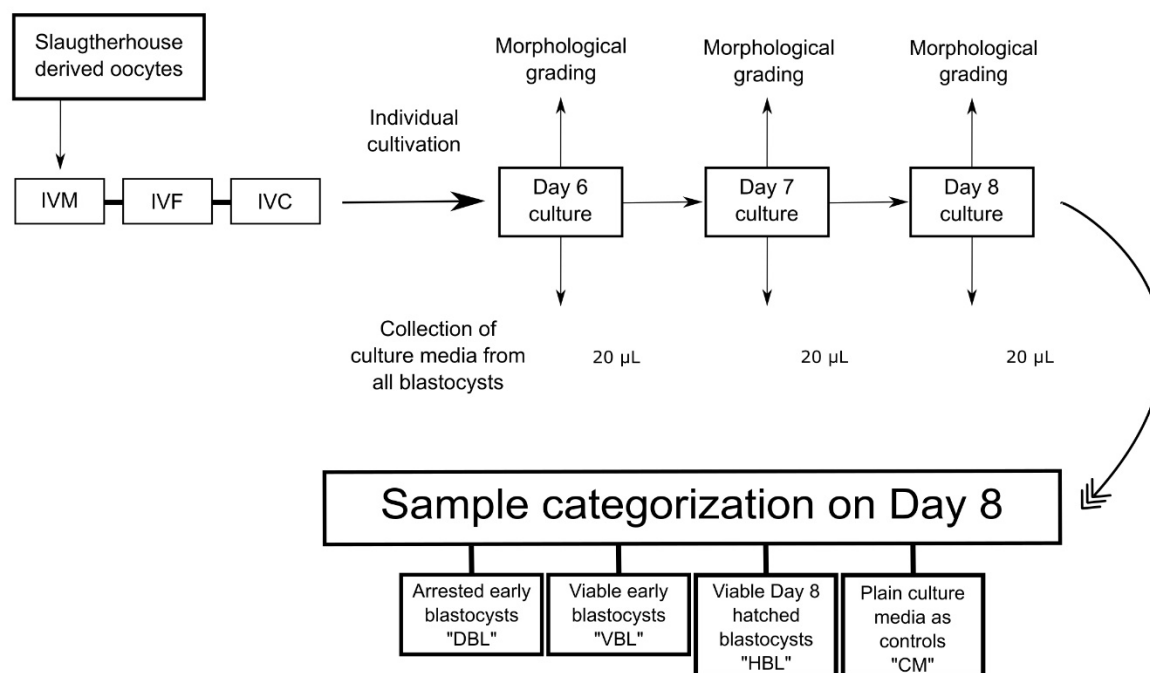 Slaugtherhouse
derived oocytes
IVM
IVF
IVC
Individual
cultivation
Morphological
grading
Morphological
grading
Morphological
grading
Day 6
culture
Day 7
culture
Day 8
culture
Collection of
culture media from
all blastocysts
20 µL
20 µL
20 µL
Sample categorization on Day 8
Arrested early
blastocysts
"DBL"
Viable early
blastocysts
"VBL"
Viable Day 8
hatched
blastocysts
"HBL"
Plain culture
media as
controls
"CM"